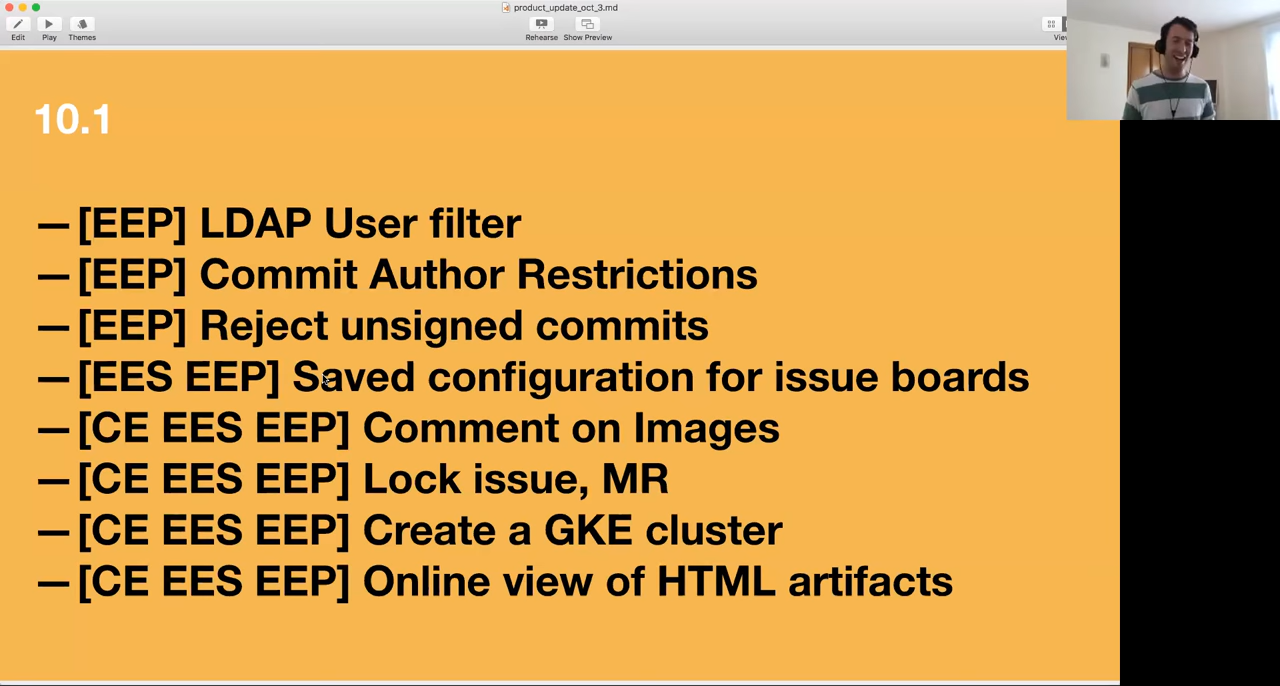 product_update_oct_3.md
Edit Play Themes Rehearse Show Preview
10.1
—[EEP] LDAP User filter
—[EEP] Commit Author Restrictions
—[EEP] Reject unsigned commits
—[EES EEP] Saved configuration for issue boards
—[CE EES EEP] Comment on Images
—[CE EES EEP] Lock issue, MR
—[CE EES EEP] Create a GKE cluster
—[CE EES EEP] Online view of HTML artifacts